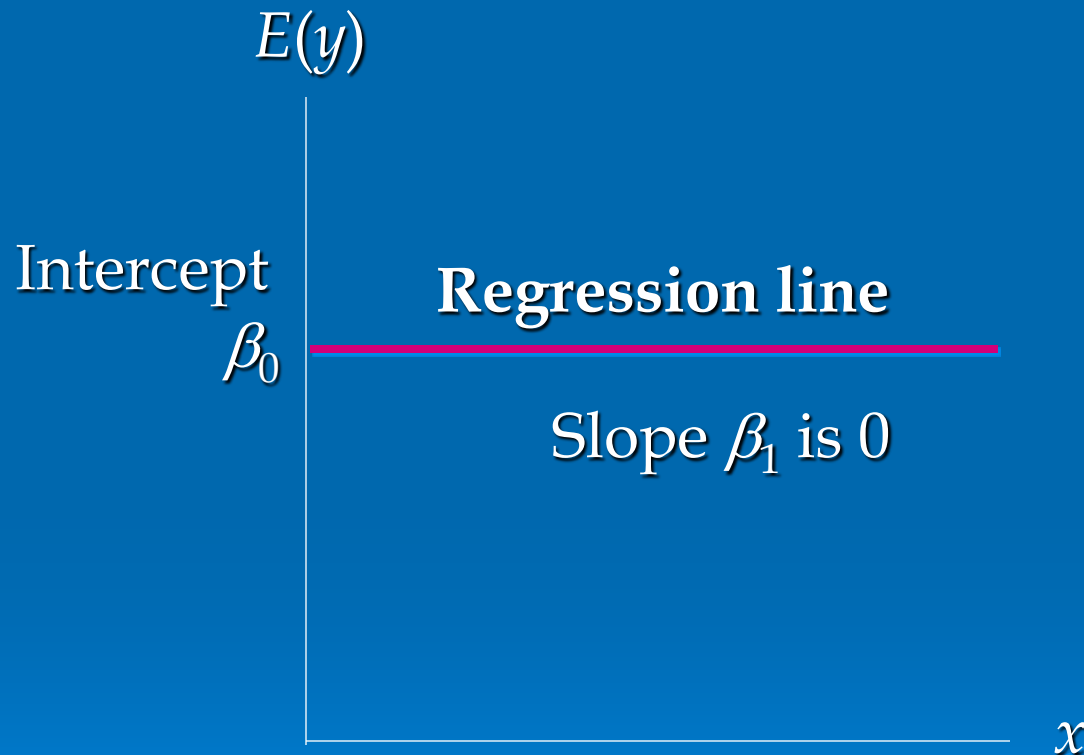 E(y)
Intercept
β₀
Regression line
Slope β₁ is 0
x